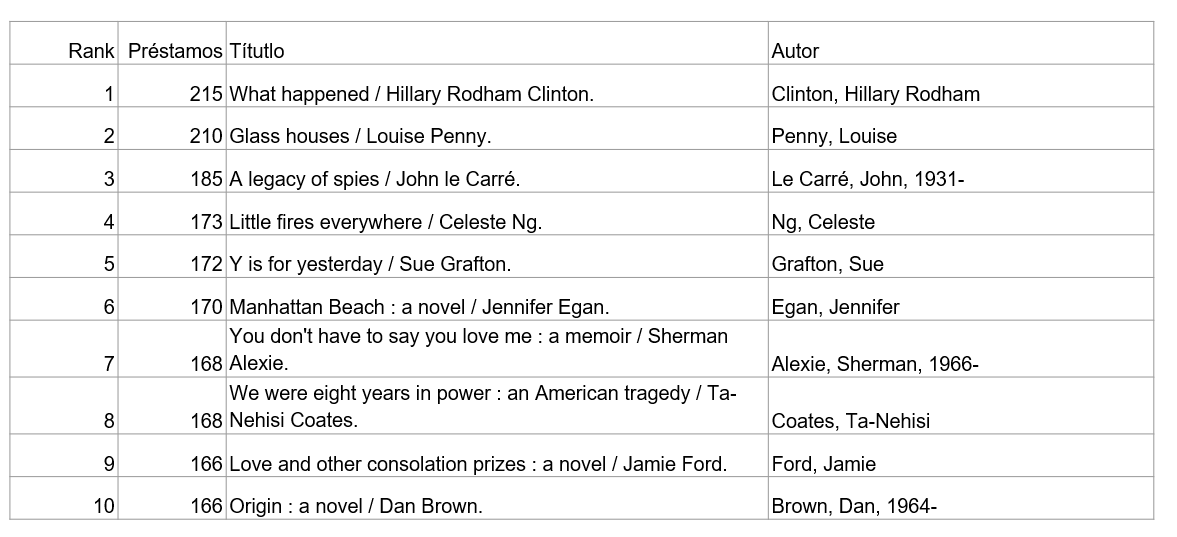 Rank Préstamos Títutlo Autor
1 215 What happened / Hillary Rodham Clinton. Clinton, Hillary Rodham
2 210 Glass houses / Louise Penny. Penny, Louise
3 185 A legacy of spies / John le Carré. Le Carré, John, 1931-
4 173 Little fires everywhere / Celeste Ng. Ng, Celeste
5 172 Y is for yesterday / Sue Grafton. Grafton, Sue
6 170 Manhattan Beach : a novel / Jennifer Egan. Egan, Jennifer
You don't have to say you love me : a memoir / Sherman
7 168 Alexie. Alexie, Sherman, 1966-
We were eight years in power : an American tragedy / Ta-
8 168 Nehisi Coates. Coates, Ta-Nehisi
9 166 Love and other consolation prizes : a novel / Jamie Ford. Ford, Jamie
10 166 Origin : a novel / Dan Brown. Brown, Dan, 1964-